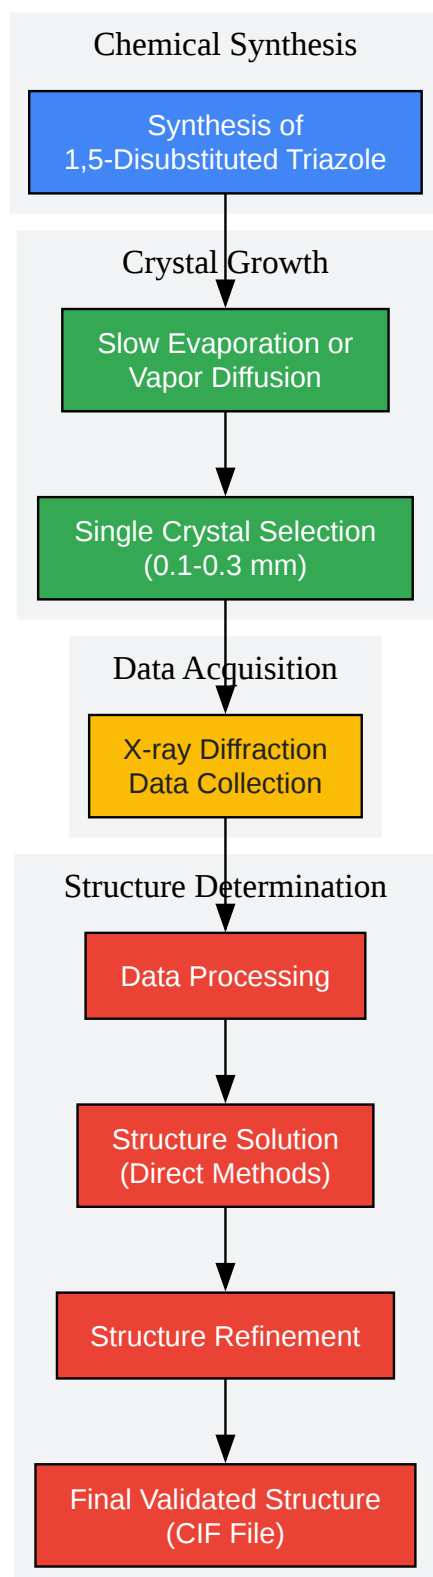 Chemical Synthesis
Synthesis of
1,5-Disubstituted Triazole
Crystal Growth
Slow Evaporation or
Vapor Diffusion
Single Crystal Selection
(0.1-0.3 mm)
Data Acquisition
X-ray Diffraction
Data Collection
Structure Determination
Data Processing
Structure Solution
(Direct Methods)
Structure Refinement
Final Validated Structure
(CIF File)